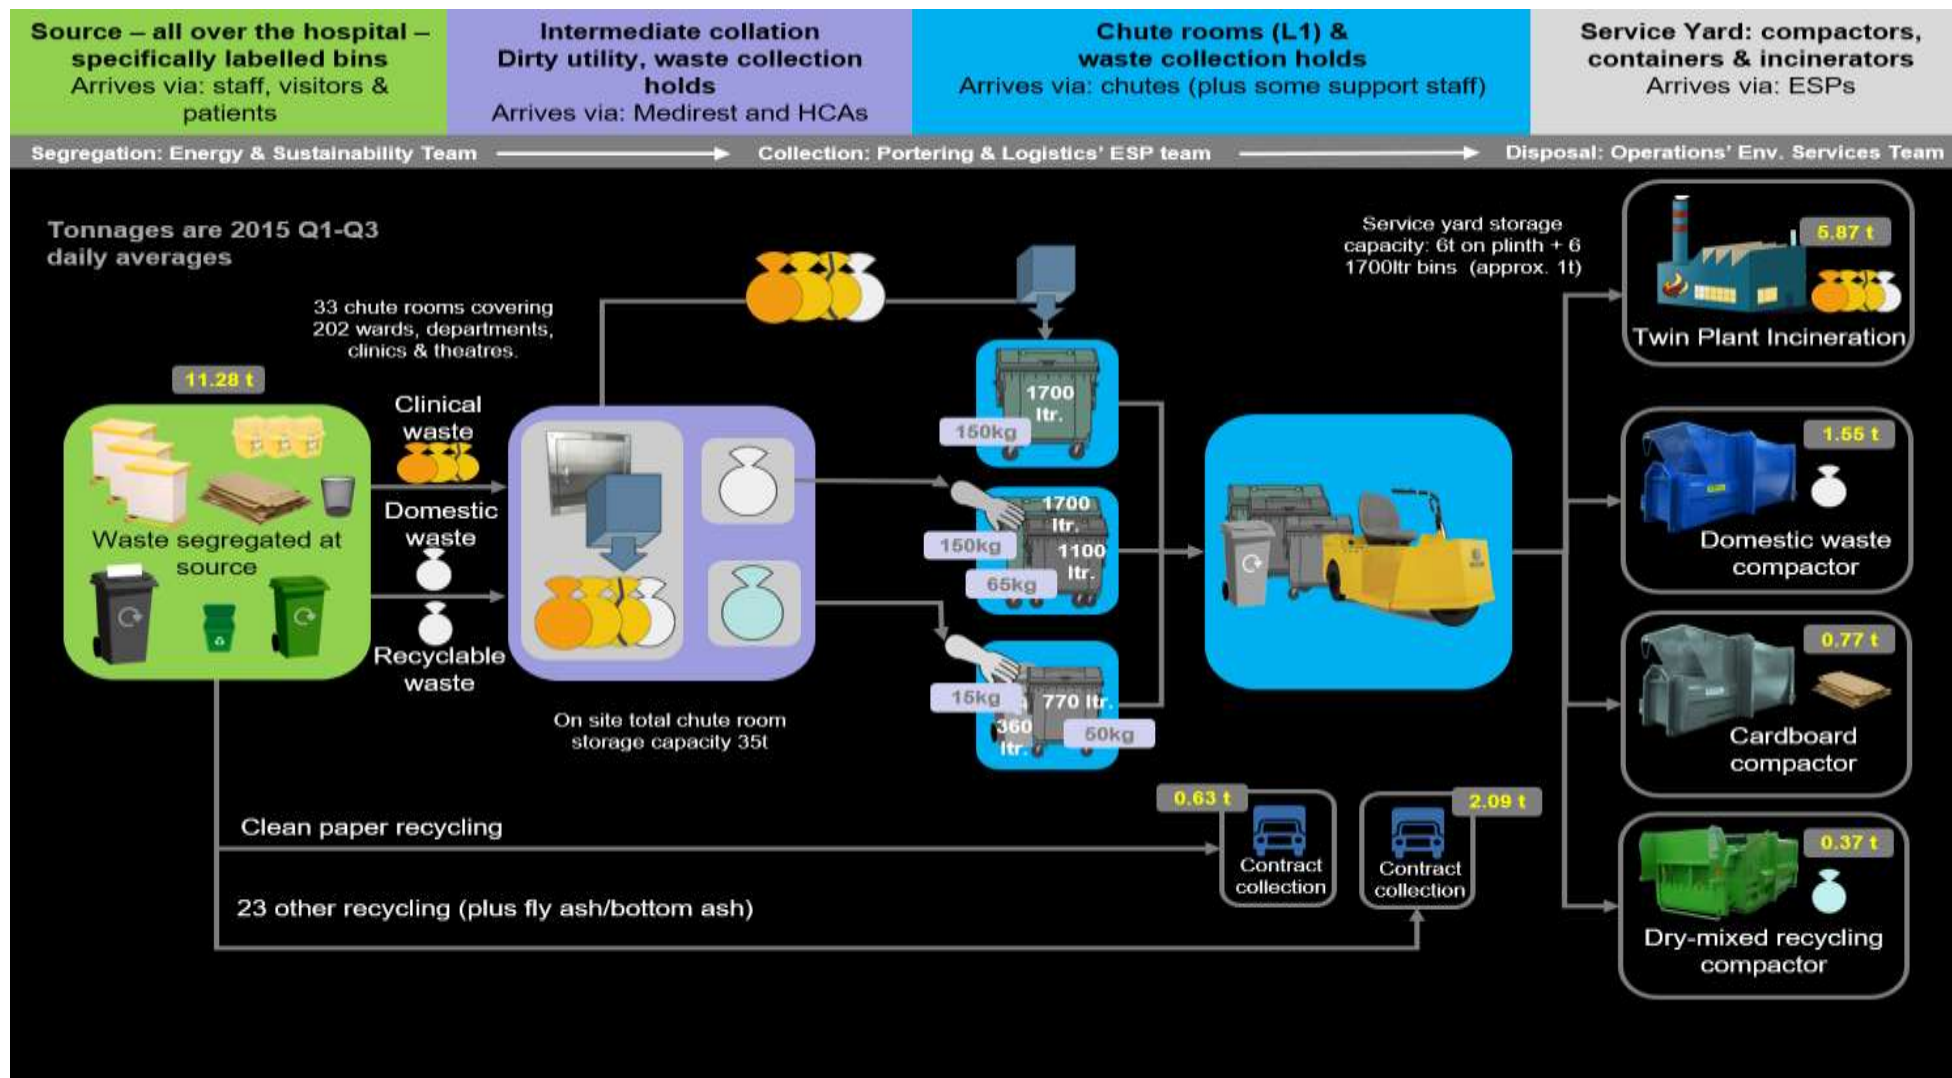 Source – all over the hospital –
specifically labelled bins
Arrives via: staff, visitors &
patients
Intermediate collation
Dirty utility, waste collection
holds
Arrives via: Medirest and HCAs
Chute rooms (L1) &
waste collection holds
Arrives via: chutes (plus some support staff)
Service Yard: compactors,
containers & incinerators
Arrives via: ESPs
Segregation: Energy & Sustainability Team
Collection: Portering & Logistics' ESP team
Disposal: Operations' Env. Services Team
Tonnages are 2015 Q1-Q3
daily averages
33 chute rooms covering
202 wards, departments,
clinics & theatres.
11.28 t
Waste segregated at
source
Clinical
waste
Domestic
waste
Recyclable
waste
On site total chute room
storage capacity 35t
1700
ltr.
150kg
1700
ltr.
150kg
1100
ltr.
65kg
15kg
770 ltr.
360
ltr.
50kg
Service yard storage
capacity: 6t on plinth + 6
1700ltr bins (approx. 1t)
5.87 t
Twin Plant Incineration
1.55 t
Domestic waste
compactor
0.77 t
Cardboard
compactor
0.37 t
Dry-mixed recycling
compactor
Clean paper recycling
0.63 t
Contract
collection
2.09 t
Contract
collection
23 other recycling (plus fly ash/bottom ash)